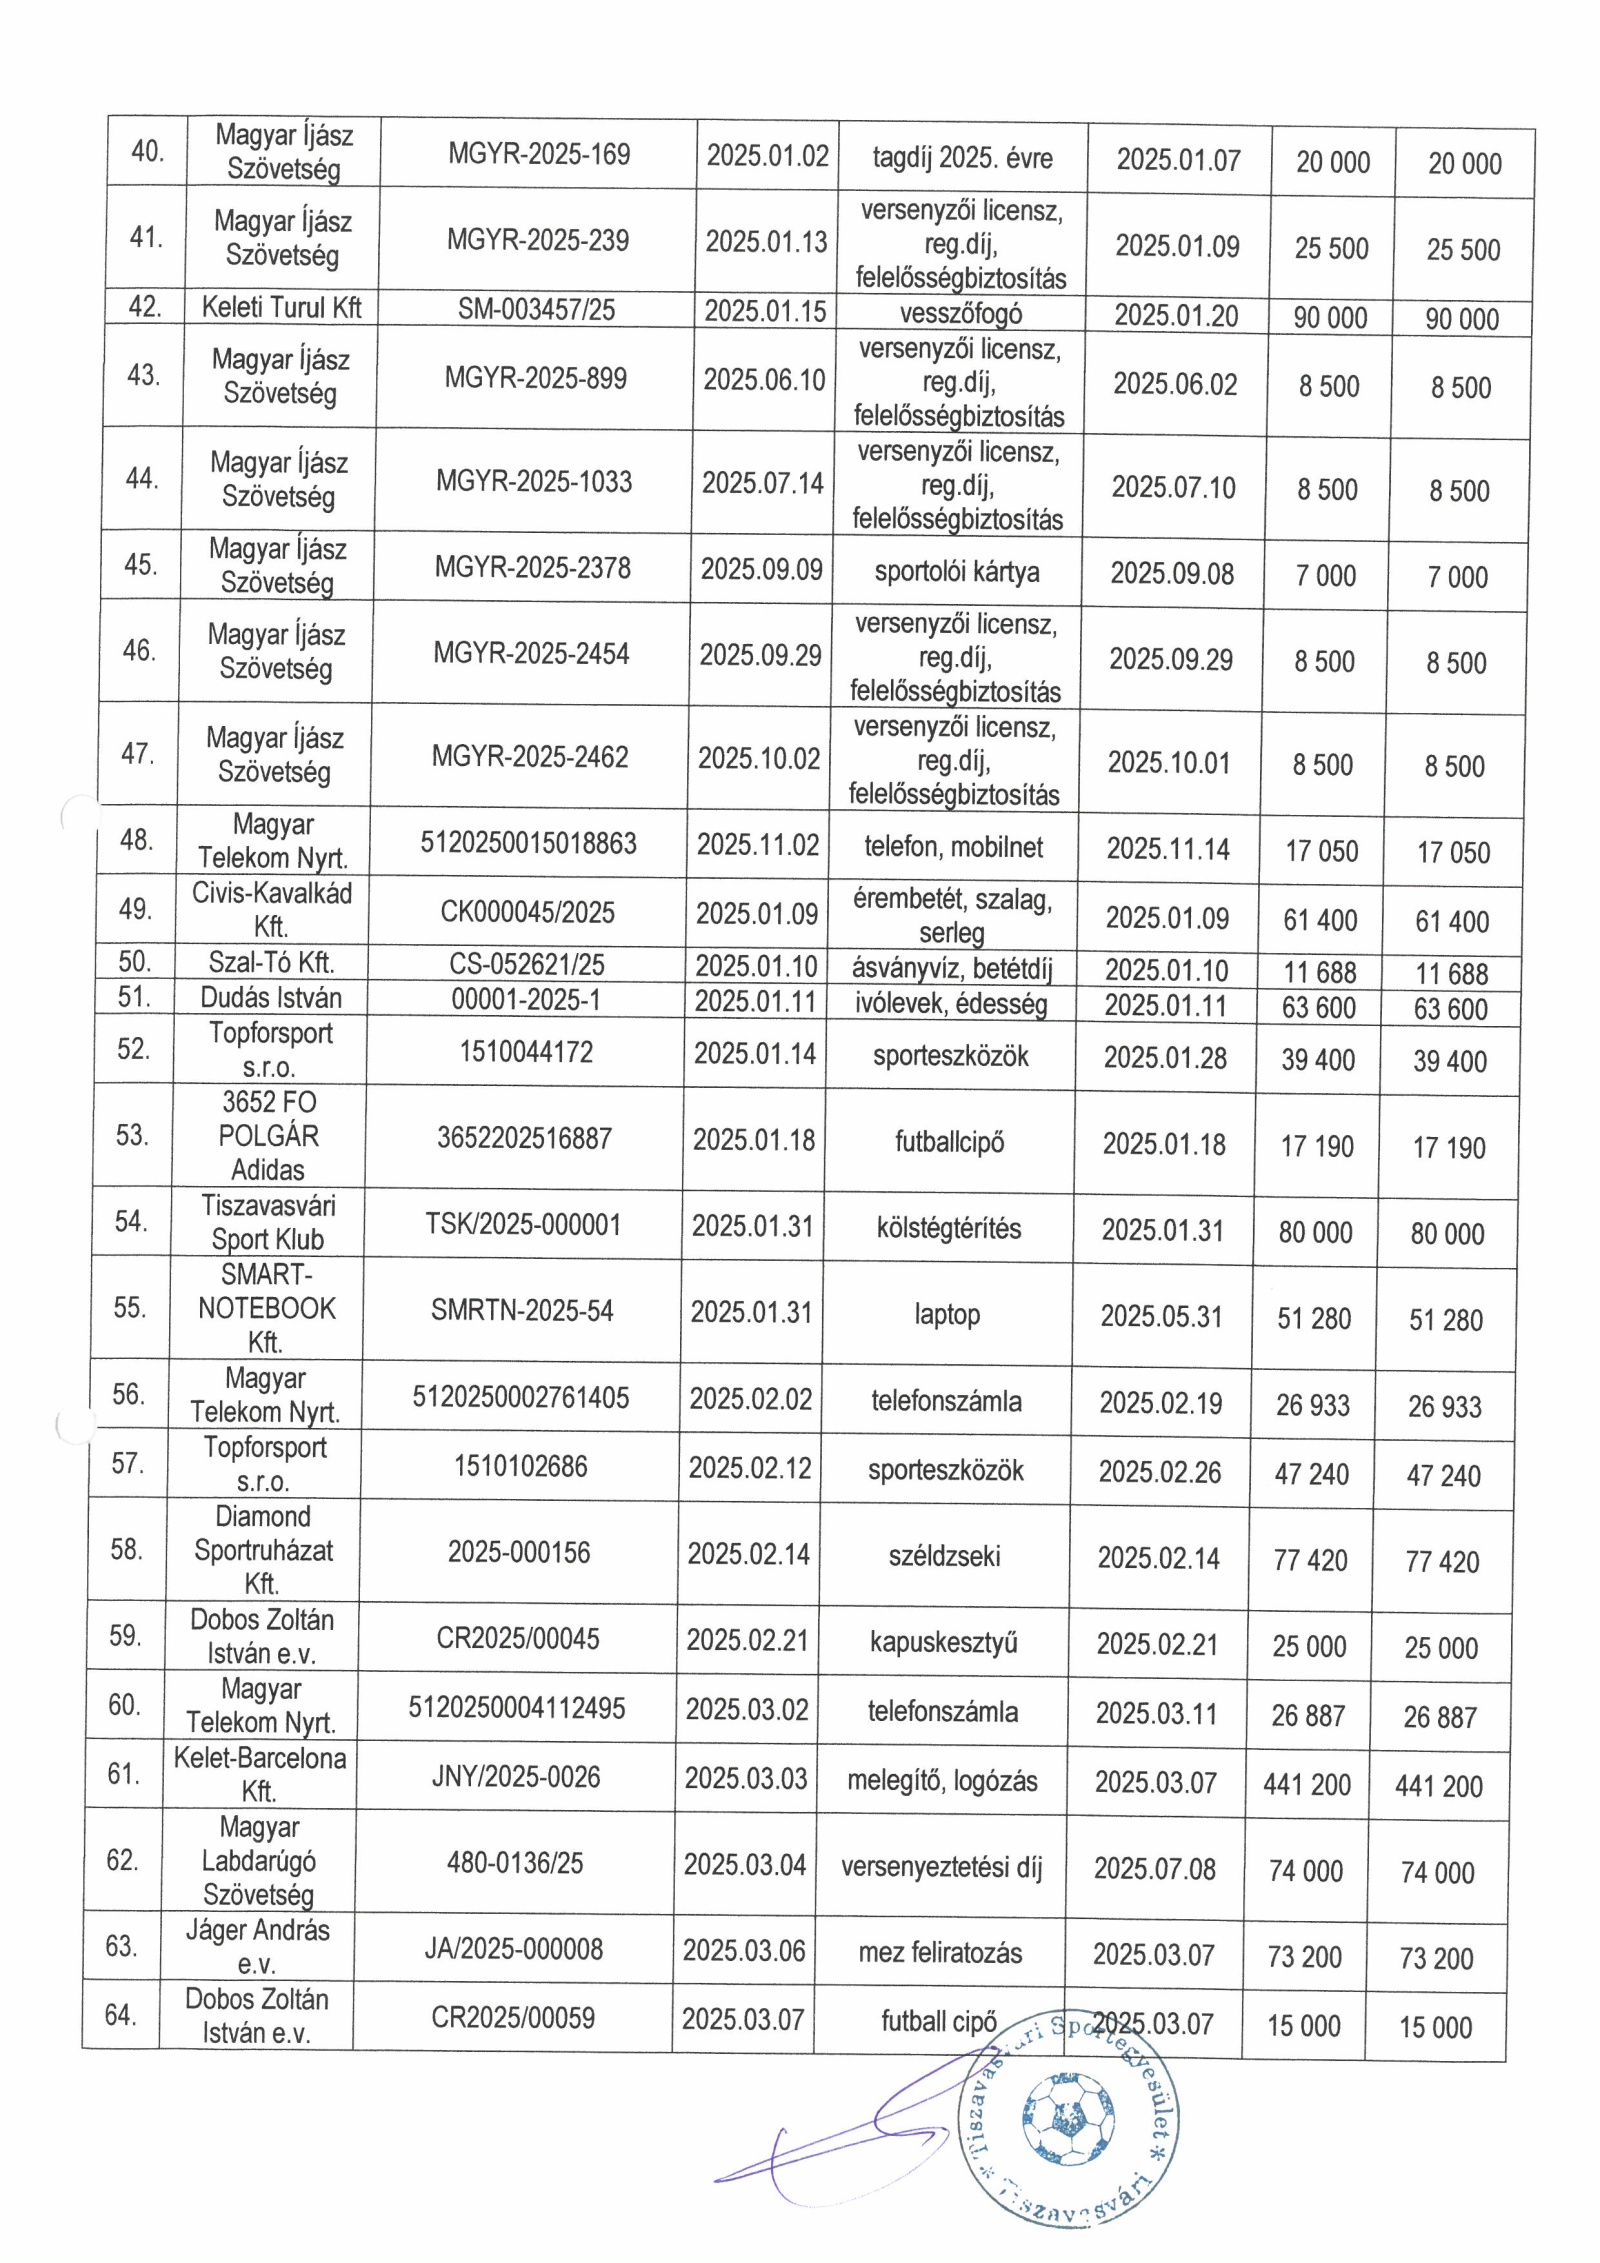 40. Magyar Íjász Szövetség MGYR-2025-169 2025.01.02 tagdíj 2025. évre 2025.01.07 20 000 20 000
41. Magyar Íjász Szövetség MGYR-2025-239 2025.01.13 versenyzői licensz, reg.díj, felelősségbiztosítás 2025.01.09 25 500 25 500
42. Keleti Turul Kft SM-003457/25 2025.01.15 vesszőfogó 2025.01.20 90 000 90 000
43. Magyar Íjász Szövetség MGYR-2025-899 2025.06.10 versenyzői licensz, reg.díj, felelősségbiztosítás 2025.06.02 8 500 8 500
44. Magyar Íjász Szövetség MGYR-2025-1033 2025.07.14 versenyzői licensz, reg.díj, felelősségbiztosítás 2025.07.10 8 500 8 500
45. Magyar Íjász Szövetség MGYR-2025-2378 2025.09.09 sportolói kártya 2025.09.08 7 000 7 000
46. Magyar Íjász Szövetség MGYR-2025-2454 2025.09.29 versenyzői licensz, reg.díj, felelősségbiztosítás 2025.09.29 8 500 8 500
47. Magyar Íjász Szövetség MGYR-2025-2462 2025.10.02 versenyzői licensz, reg.díj, felelősségbiztosítás 2025.10.01 8 500 8 500
48. Magyar Telekom Nyrt. 5120250015018863 2025.11.02 telefon, mobilnet 2025.11.14 17 050 17 050
49. Civis-Kavalkád Kft. CK000045/2025 2025.01.09 érembetét, szalag, serleg 2025.01.09 61 400 61 400
50. Szal-Tó Kft. CS-052621/25 2025.01.10 ásványvíz, betétdíj 2025.01.10 11 688 11 688
51. Dudás István 00001-2025-1 2025.01.11 ivólevek, édesség 2025.01.11 63 600 63 600
52. Topforsport s.r.o. 1510044172 2025.01.14 sporteszközök 2025.01.28 39 400 39 400
53. 3652 FO POLGÁR Adidas 3652202516887 2025.01.18 futballcipő 2025.01.18 17 190 17 190
54. Tiszavasvári Sport Klub TSK/2025-000001 2025.01.31 kölstégtérítés 2025.01.31 80 000 80 000
55. SMART-NOTEBOOK Kft. SMRTN-2025-54 2025.01.31 laptop 2025.05.31 51 280 51 280
56. Magyar Telekom Nyrt. 5120250002761405 2025.02.02 telefonszámla 2025.02.19 26 933 26 933
57. Topforsport s.r.o. 1510102686 2025.02.12 sporteszközök 2025.02.26 47 240 47 240
58. Diamond Sportruházat Kft. 2025-000156 2025.02.14 széldzseki 2025.02.14 77 420 77 420
59. Dobos Zoltán István e.v. CR2025/00045 2025.02.21 kapuskesztyű 2025.02.21 25 000 25 000
60. Magyar Telekom Nyrt. 5120250004112495 2025.03.02 telefonszámla 2025.03.11 26 887 26 887
61. Kelet-Barcelona Kft. JNY/2025-0026 2025.03.03 melegítő, logózás 2025.03.07 441 200 441 200
62. Magyar Labdarúgó Szövetség 480-0136/25 2025.03.04 versenyeztetési díj 2025.07.08 74 000 74 000
63. Jáger András e.v. JA/2025-000008 2025.03.06 mez feliratozás 2025.03.07 73 200 73 200
64. Dobos Zoltán István e.v. CR2025/00059 2025.03.07 futball cipő 2025.03.07 15 000 15 000
* Tiszavasvári Sportegyesület *
Tiszavasvári